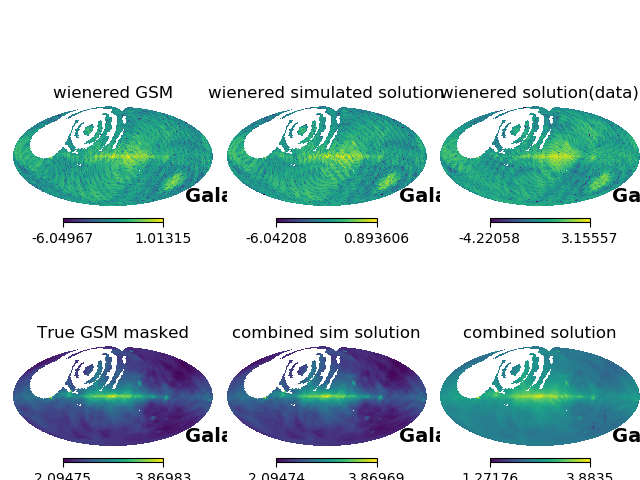 wienered GSM
wienered simulated solution
wienered solution(data)
Gala
Gala
Ga
-6.04967 1.01315
-6.04208 0.893606
-4.22058 3.15557
True GSM masked
combined sim solution
combined solution
Gala
Gala
Ga
2.09475 3.86983
2.09474 3.86969
1.27176 3.8835